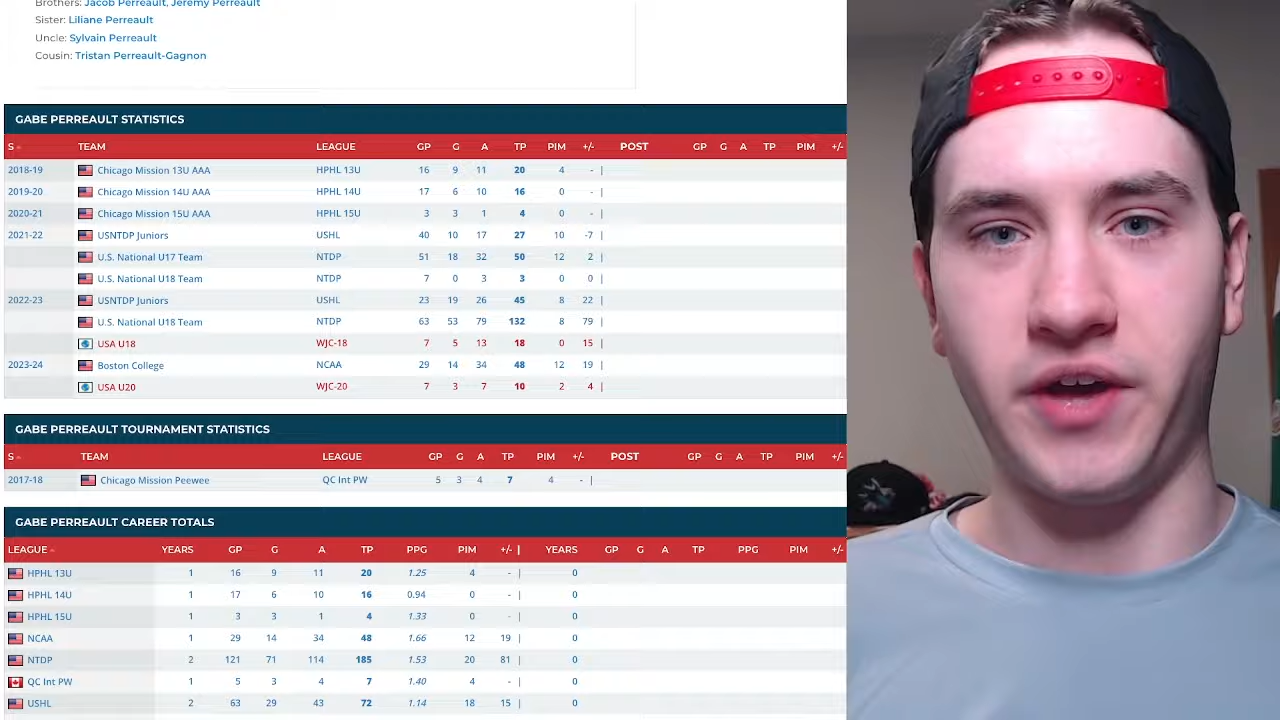 Brothers: Jacob Perreault, Jeremy Perreault
Sister: Liliane Perreault
Uncle: Sylvain Perreault
Cousin: Tristan Perreault-Gagnon
GABE PERREAULT STATISTICS
S TEAM LEAGUE GP G A TP PIM +/- POST GP G A TP PIM +/-
2018-19 Chicago Mission 13U AAA HPHL 13U 16 9 11 20 4 - |
2019-20 Chicago Mission 14U AAA HPHL 14U 17 6 10 16 0 - |
2020-21 Chicago Mission 15U AAA HPHL 15U 3 3 1 4 0 - |
2021-22 USNTDP Juniors USHL 40 10 17 27 10 -7 |
U.S. National U17 Team NTDP 51 18 32 50 12 2 |
U.S. National U18 Team NTDP 7 0 3 3 0 0 |
2022-23 USNTDP Juniors USHL 23 19 26 45 8 22 |
U.S. National U18 Team NTDP 63 53 79 132 8 79 |
USA U18 WJC-18 7 5 13 18 0 15 |
2023-24 Boston College NCAA 29 14 34 48 12 19 |
USA U20 WJC-20 7 3 7 10 2 4 |
GABE PERREAULT TOURNAMENT STATISTICS
S TEAM LEAGUE GP G A TP PIM +/- POST GP G A TP PIM +/-
2017-18 Chicago Mission Peewee QC Int PW 5 3 4 7 4 - |
GABE PERREAULT CAREER TOTALS
LEAGUE YEARS GP G A TP PPG PIM +/- | YEARS GP G A TP PPG PIM +/-
HPHL 13U 1 16 9 11 20 1.25 4 - | 0
HPHL 14U 1 17 6 10 16 0.94 0 - | 0
HPHL 15U 1 3 3 1 4 1.33 0 - | 0
NCAA 1 29 14 34 48 1.66 12 19 | 0
NTDP 2 121 71 114 185 1.53 20 81 | 0
QC Int PW 1 5 3 4 7 1.40 4 - | 0
USHL 2 63 29 43 72 1.14 18 15 | 0